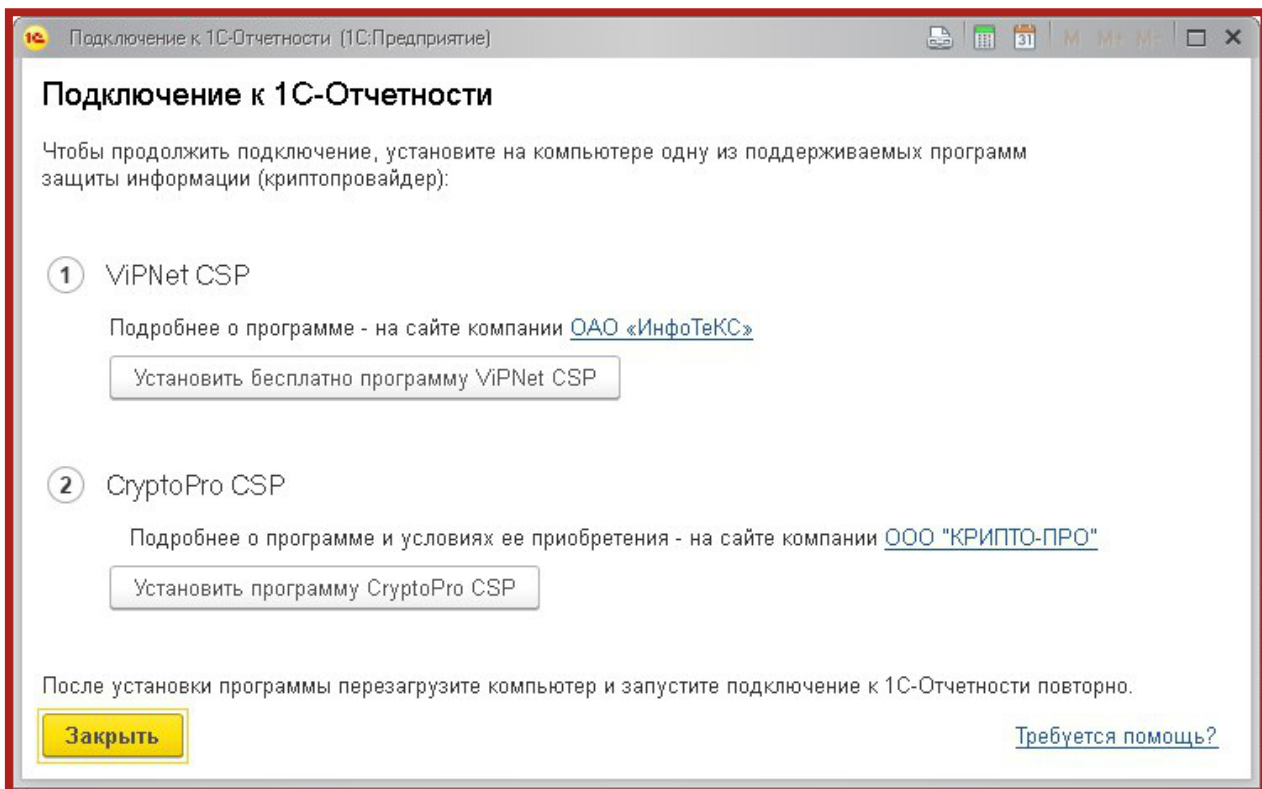 1С Подключение к 1С-Отчетности (1С:Предприятие) 31 M M+ M-
Подключение к 1С-Отчетности
Чтобы продолжить подключение, установите на компьютере одну из поддерживаемых программ
защиты информации (криптопровайдер):
1 ViPNet CSP
Подробнее о программе - на сайте компании ОАО «ИнфоТеКС»
Установить бесплатно программу ViPNet CSP
2 CryptoPro CSP
Подробнее о программе и условиях ее приобретения - на сайте компании ООО "КРИПТО-ПРО"
Установить программу CryptoPro CSP
После установки программы перезагрузите компьютер и запустите подключение к 1С-Отчетности повторно.
Закрыть Требуется помощь?